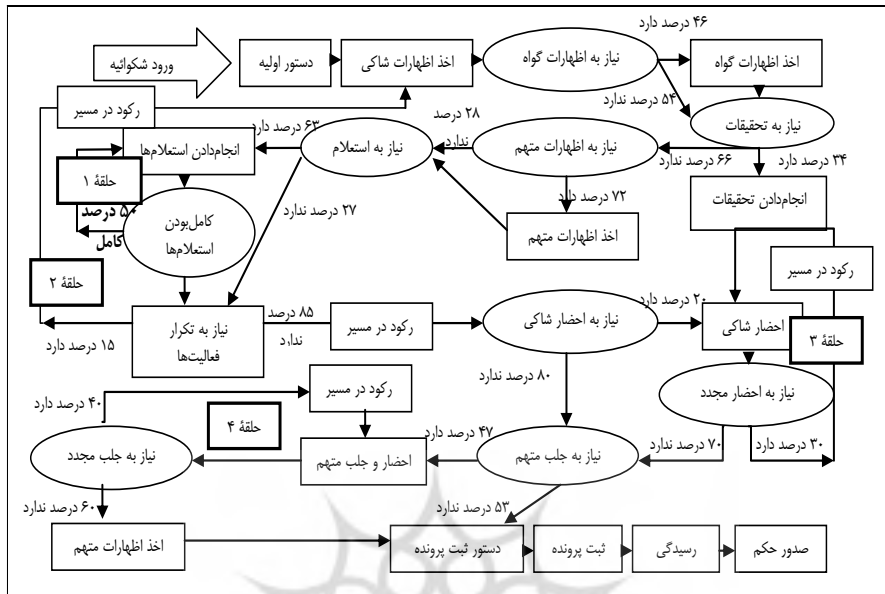 ۴۶ درصد دارد
ورود شکوائیه
دستور اولیه
اخذ اظهارات شاکی
نیاز به اظهارات گواه
اخذ اظهارات گواه
۵۴ درصد ندارد
رکود در مسیر
نیاز به تحقیقات
۲۸ درصد
ندارد
۶۳ درصد دارد
انجام‌دادن استعلام‌ها
نیاز به استعلام
نیاز به اظهارات متهم
۶۶ درصد ندارد
۳۴ درصد دارد
حلقهٔ ۱
۷۲ درصد دارد
انجام‌دادن تحقیقات
۵۰ درصد
کامل
کامل‌بودن
استعلام‌ها
۲۷ درصد ندارد
اخذ اظهارات متهم
رکود در مسیر
حلقهٔ ۲
۲۰ درصد دارد
۸۵ درصد
ندارد
نیاز به تکرار
فعالیت‌ها
رکود در مسیر
نیاز به احضار شاکی
احضار شاکی
حلقهٔ ۳
۱۵ درصد دارد
۸۰ درصد ندارد
رکود در مسیر
نیاز به احضار مجدد
۴۰ درصد دارد
حلقهٔ ۴
۴۷ درصد دارد
۷۰ درصد ندارد
۳۰ درصد دارد
نیاز به جلب مجدد
احضار و جلب متهم
نیاز به جلب متهم
۶۰ درصد ندارد
۵۳ درصد ندارد
اخذ اظهارات متهم
دستور ثبت پرونده
ثبت پرونده
رسیدگی
صدور حکم